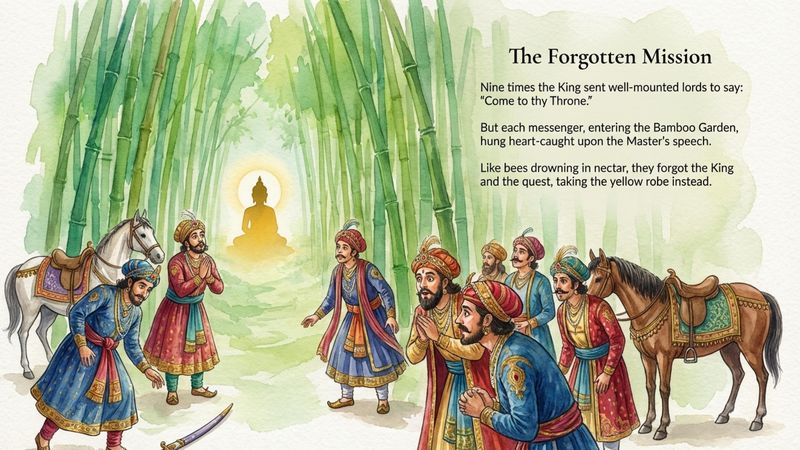 The Forgotten Mission
Nine times the King sent well-mounted lords to say:
“Come to thy Throne.”
But each messenger, entering the Bamboo Garden,
hung heart-caught upon the Master’s speech.
Like bees drowning in nectar, they forgot the King
and the quest, taking the yellow robe instead.